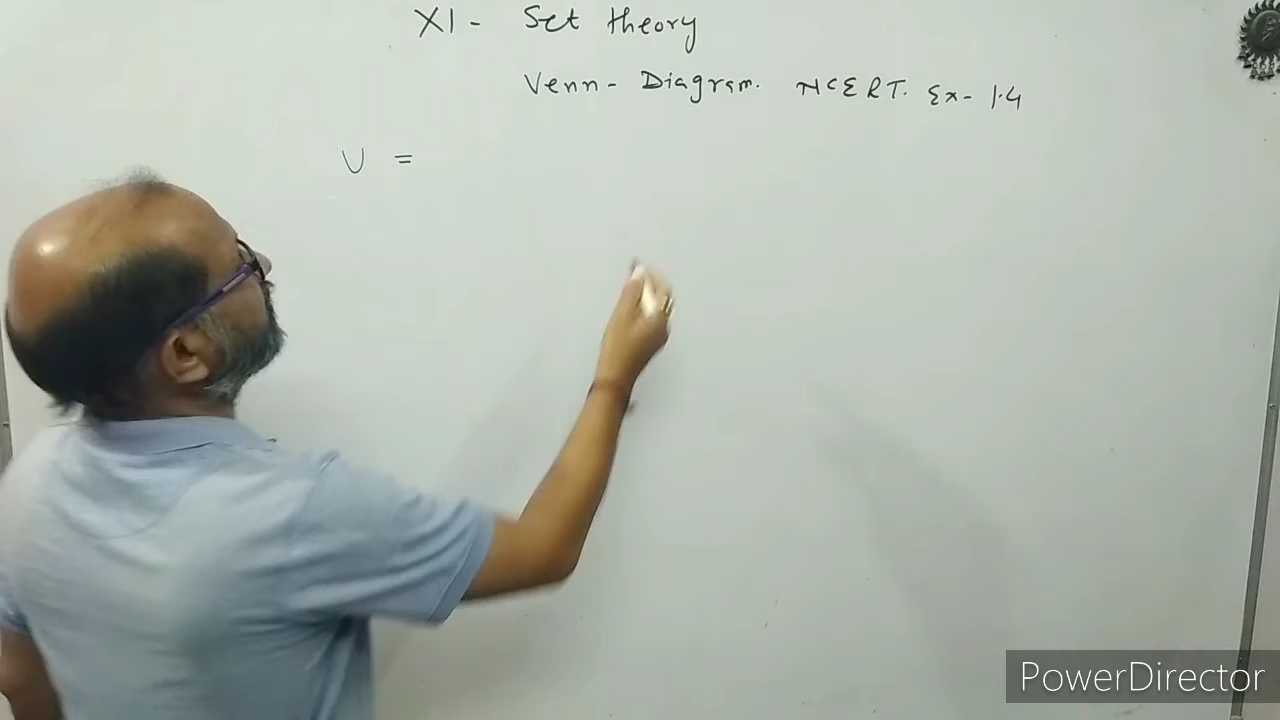 XI - Set theory
Venn - Diagram. NCERT. Ex- 1.4
U =
PowerDirector